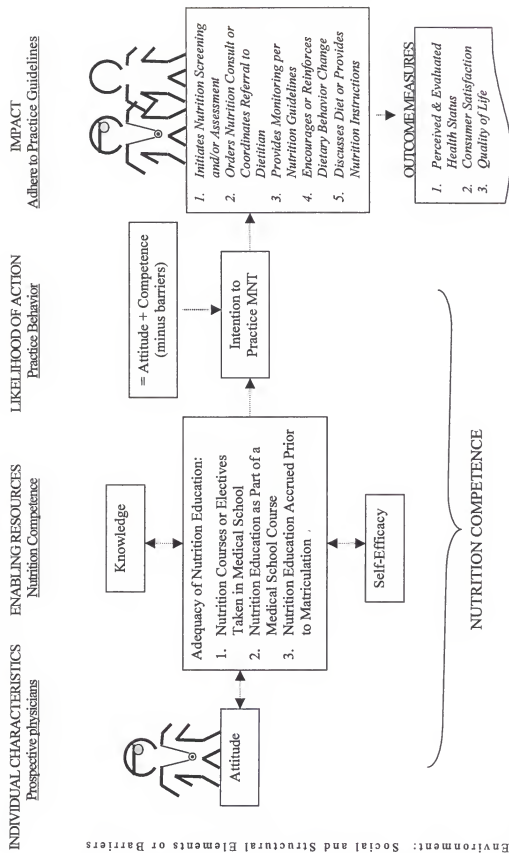 INDIVIDUAL CHARACTERISTICS
Prospective physicians
ENABLING RESOURCES
Nutrition Competence
LIKELIHOOD OF ACTION
Practice Behavior
IMPACT
Adhere to Practice Guidelines
Attitude
Knowledge
Adequacy of Nutrition Education:
1. Nutrition Courses or Electives
Taken in Medical School
2. Nutrition Education as Part of a
Medical School Course
3. Nutrition Education Accrued Prior
to Matriculation
Self-Efficacy
= Attitude + Competence
(minus barriers)
Intention to
Practice MNT
1. Initiates Nutrition Screening
and/or Assessment
2. Orders Nutrition Consult or
Coordinates Referral to
Dietitian
3. Provides Monitoring per
Nutrition Guidelines
4. Encourages or Reinforces
Dietary Behavior Change
5. Discusses Diet or Provides
Nutrition Instructions
OUTCOME MEASURES
1. Perceived & Evaluated
Health Status
2. Consumer Satisfaction
3. Quality of Life
NUTRITION COMPETENCE
Environment: Social and Structural Elements or Barriers